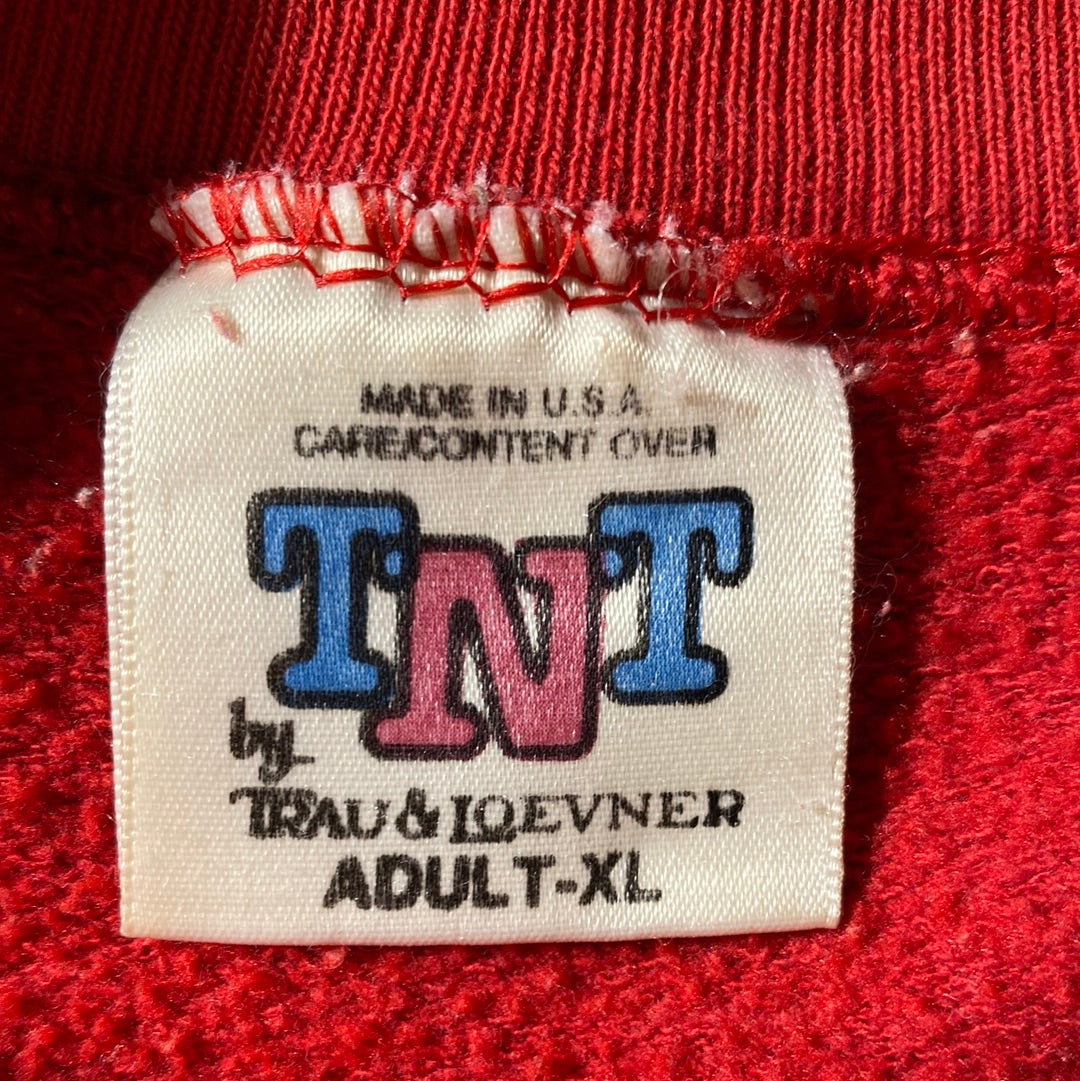 MADE IN U.S.A.
CARE/CONTENT OVER
TNT
by
TRAU & LOEVNER
ADULT-XL